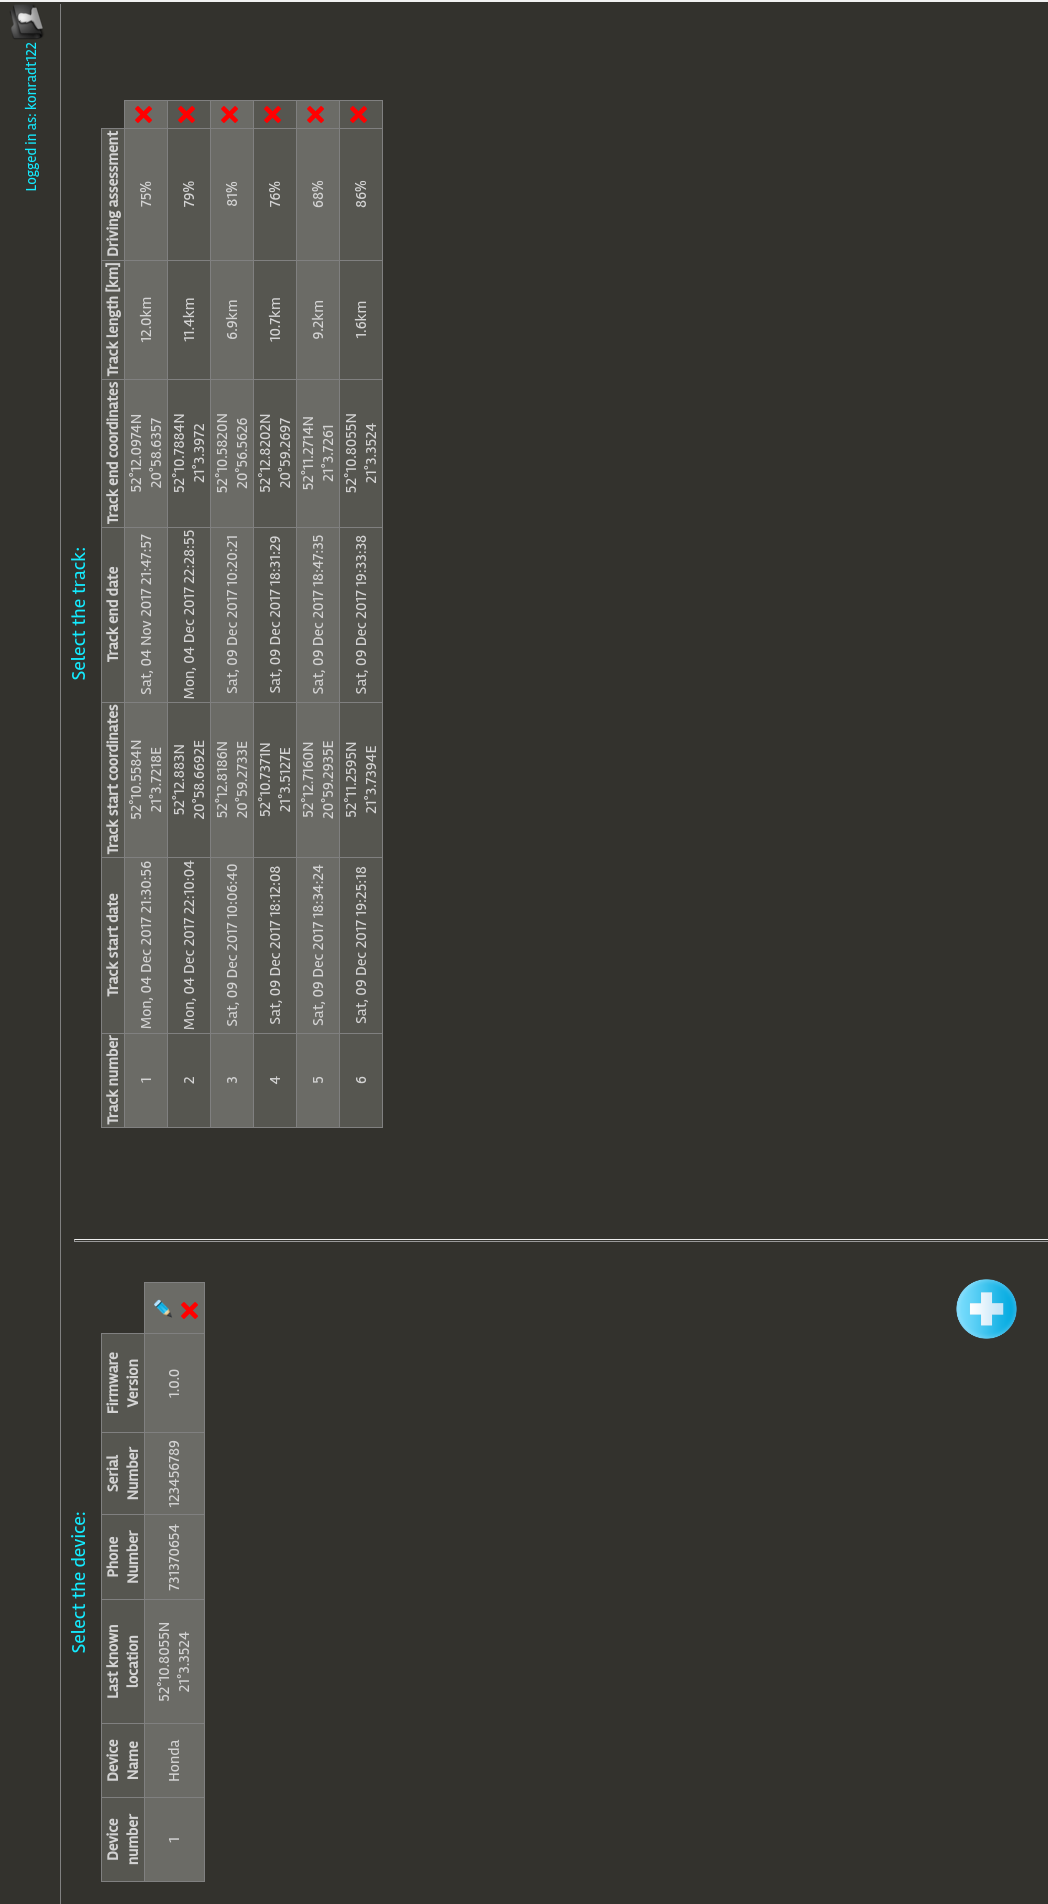 Logged in as: konradt122
Select the device:
Device number | Device Name | Last known location | Phone Number | Serial Number | Firmware Version
1 | Honda | 52°10.8055N 21°3.3524 | 731370654 | 123456789 | 1.0.0
Select the track:
Track number | Track start date | Track start coordinates | Track end date | Track end coordinates | Track length [km] | Driving assessment
1 | Mon, 04 Dec 2017 21:30:56 | 52°10.5584N 21°3.7218E | Sat, 04 Nov 2017 21:47:57 | 52°12.0974N 20°58.6357 | 12.0km | 75%
2 | Mon, 04 Dec 2017 22:10:04 | 52°12.883N 20°58.6692E | Mon, 04 Dec 2017 22:28:55 | 52°10.7884N 21°3.3972 | 11.4km | 79%
3 | Sat, 09 Dec 2017 10:06:40 | 52°12.8186N 20°59.2733E | Sat, 09 Dec 2017 10:20:21 | 52°10.5820N 20°56.5626 | 6.9km | 81%
4 | Sat, 09 Dec 2017 18:12:08 | 52°10.7371N 21°3.5127E | Sat, 09 Dec 2017 18:31:29 | 52°12.8202N 20°59.2697 | 10.7km | 76%
5 | Sat, 09 Dec 2017 18:34:24 | 52°12.7160N 20°59.2935E | Sat, 09 Dec 2017 18:47:35 | 52°11.2714N 21°3.7261 | 9.2km | 68%
6 | Sat, 09 Dec 2017 19:25:18 | 52°11.2595N 21°3.7394E | Sat, 09 Dec 2017 19:33:38 | 52°10.8055N 21°3.3524 | 1.6km | 86%